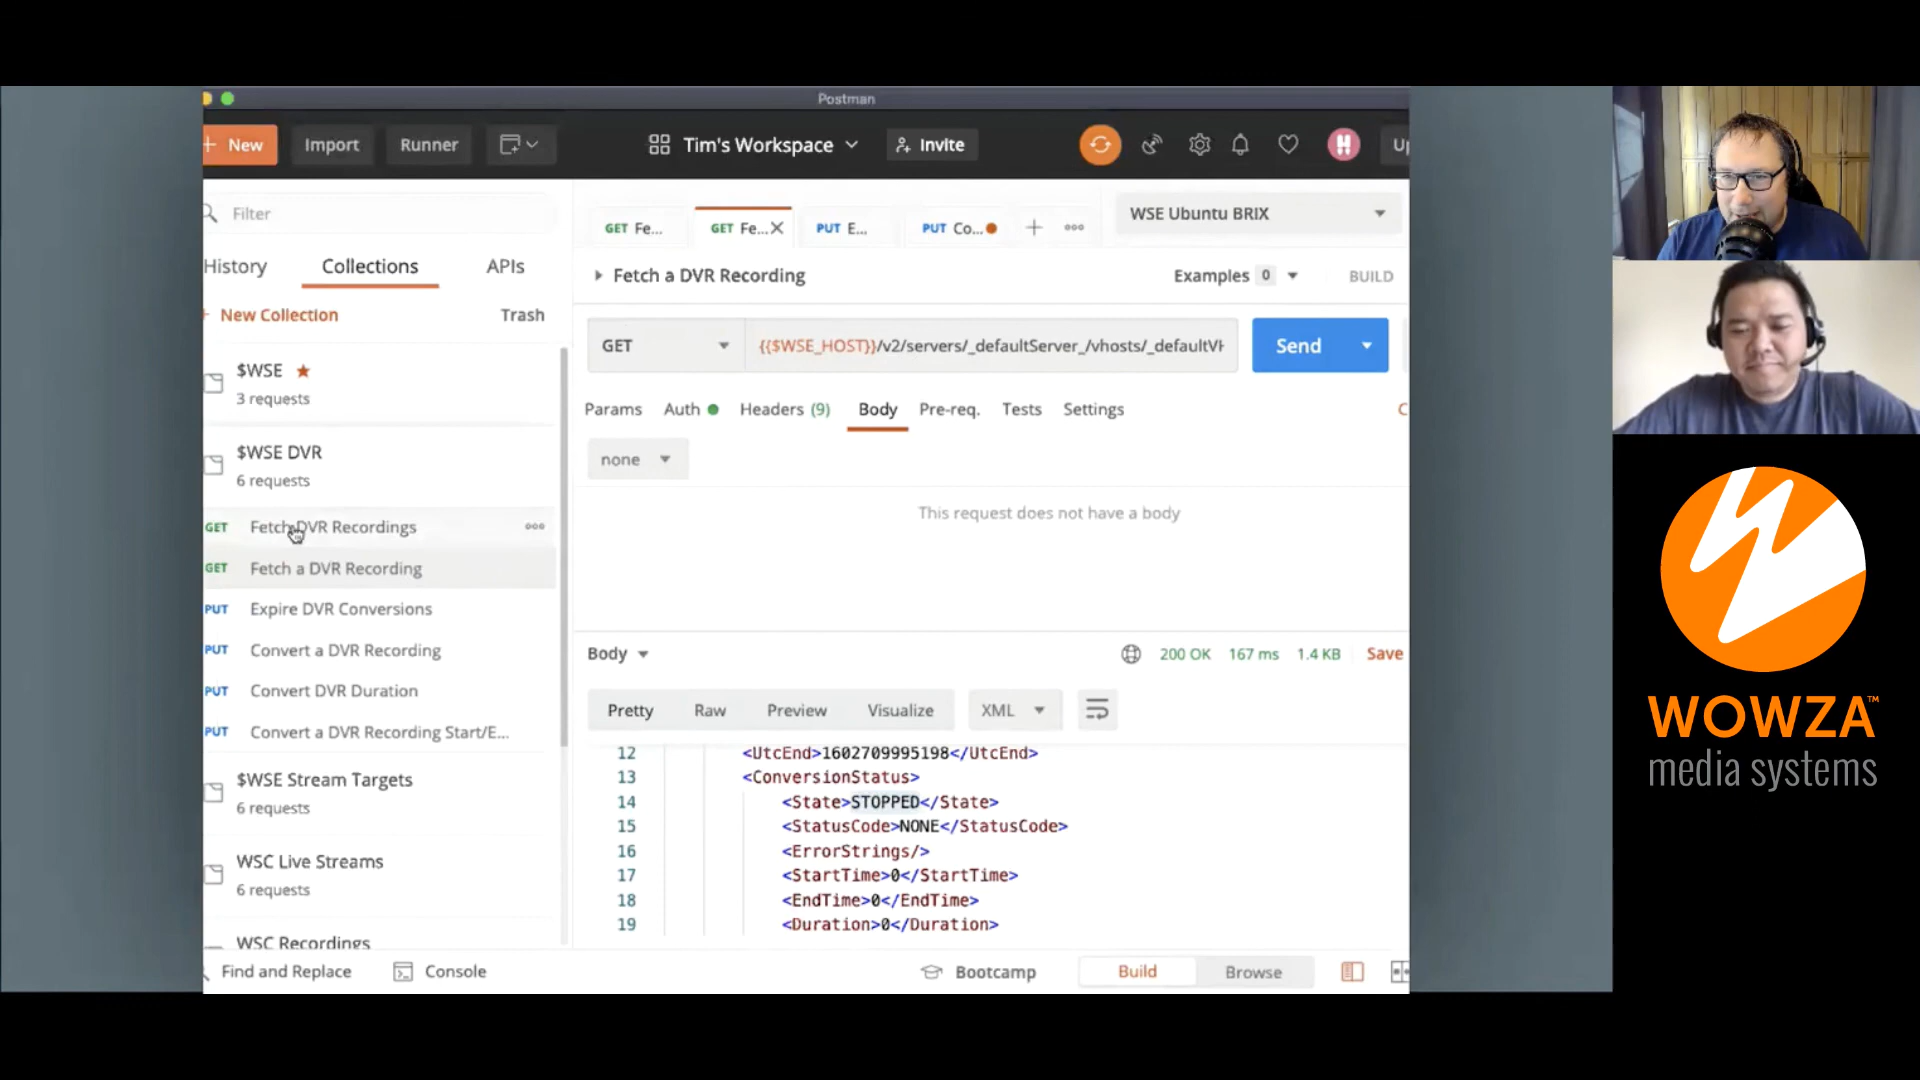 Postman
New
Import
Runner
Tim's Workspace
Invite
Filter
GET Fe...
GET Fe...
PUT E...
PUT Co...
WSE Ubuntu BRIX
History
Collections
APIs
Fetch a DVR Recording
Examples 0
BUILD
New Collection
Trash
GET
{{$WSE_HOST}}/v2/servers/_defaultServer_/vhosts/_defaultVH
Send
$WSE
3 requests
Params
Auth
Headers (9)
Body
Pre-req.
Tests
Settings
$WSE DVR
6 requests
none
This request does not have a body
GET Fetch DVR Recordings
GET Fetch a DVR Recording
PUT Expire DVR Conversions
PUT Convert a DVR Recording
PUT Convert DVR Duration
PUT Convert a DVR Recording Start/E...
Body
200 OK
167 ms
1.4 KB
Save
Pretty
Raw
Preview
Visualize
XML
12 <UtcEnd>1602709995198</UtcEnd>
13 <ConversionStatus>
14 <State>STOPPED</State>
15 <StatusCode>NONE</StatusCode>
16 <ErrorStrings/>
17 <StartTime>0</StartTime>
18 <EndTime>0</EndTime>
19 <Duration>0</Duration>
$WSE Stream Targets
6 requests
WSC Live Streams
6 requests
WSC Recordings
Find and Replace
Console
Bootcamp
Build
Browse
WOWZA™
media systems